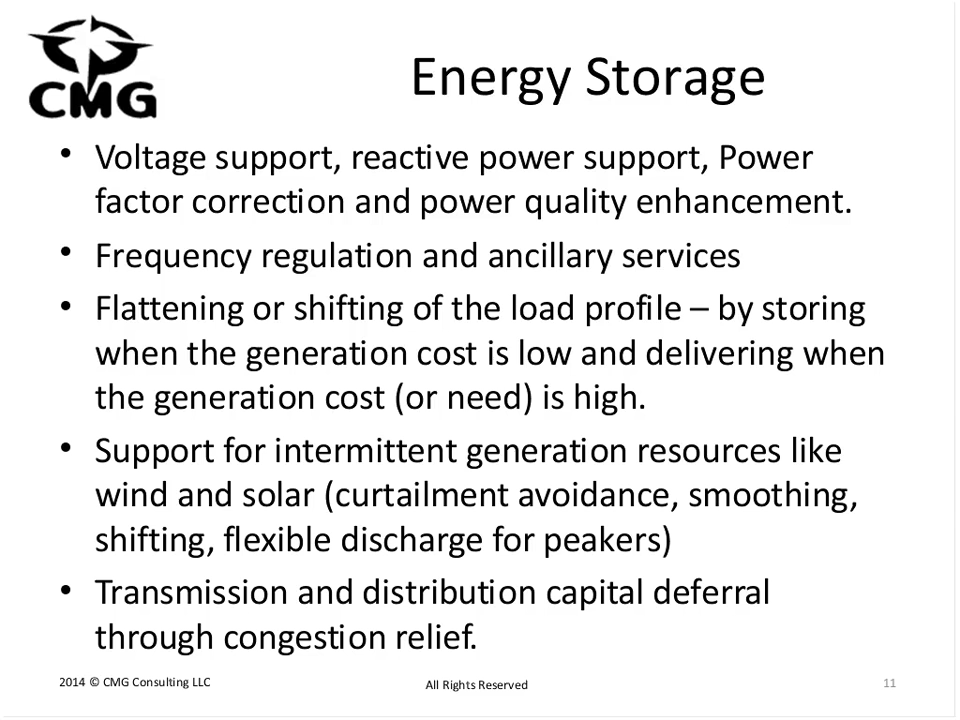 CMG
Energy Storage
• Voltage support, reactive power support, Power
factor correction and power quality enhancement.
• Frequency regulation and ancillary services
• Flattening or shifting of the load profile – by storing
when the generation cost is low and delivering when
the generation cost (or need) is high.
• Support for intermittent generation resources like
wind and solar (curtailment avoidance, smoothing,
shifting, flexible discharge for peakers)
• Transmission and distribution capital deferral
through congestion relief.
2014 © CMG Consulting LLC
All Rights Reserved
11